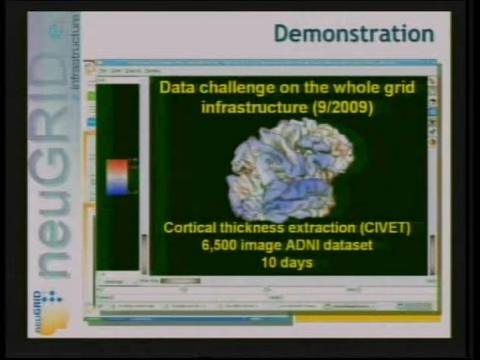 Demonstration
neuGRID
e-infrastructure
Data challenge on the whole grid
infrastructure (9/2009)
Cortical thickness extraction (CIVET)
6,500 image ADNI dataset
10 days
neuGRID